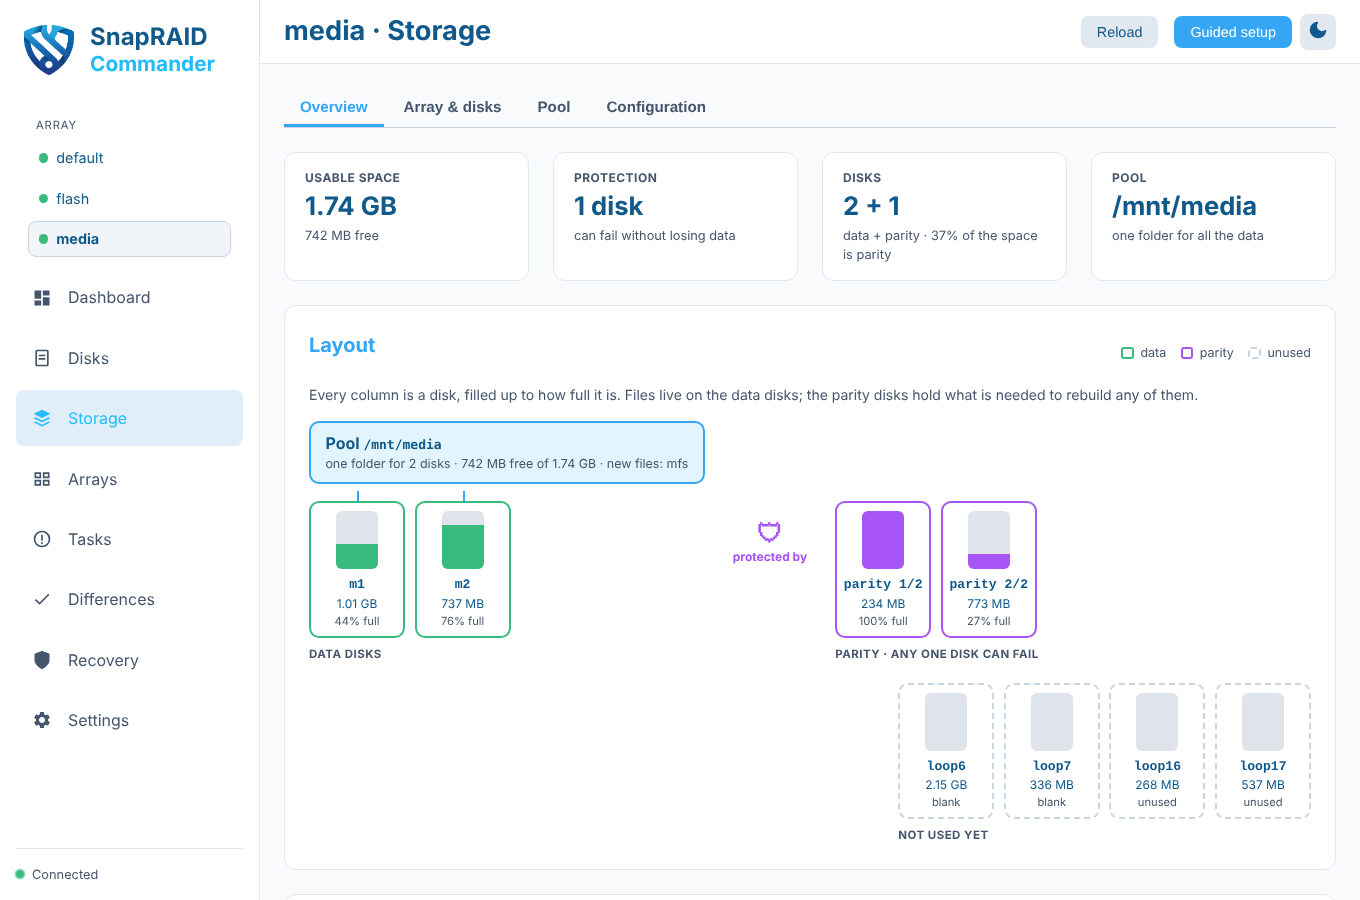 SnapRAID
Commander
ARRAY
default
flash
media
Dashboard
Disks
Storage
Arrays
Tasks
Differences
Recovery
Settings
Connected
media · Storage
Reload
Guided setup
Overview
Array & disks
Pool
Configuration
USABLE SPACE
1.74 GB
742 MB free
PROTECTION
1 disk
can fail without losing data
DISKS
2 + 1
data + parity · 37% of the space
is parity
POOL
/mnt/media
one folder for all the data
Layout
data
parity
unused
Every column is a disk, filled up to how full it is. Files live on the data disks; the parity disks hold what is needed to rebuild any of them.
Pool /mnt/media
one folder for 2 disks · 742 MB free of 1.74 GB · new files: mfs
m1
1.01 GB
44% full
m2
737 MB
76% full
DATA DISKS
protected by
parity 1/2
234 MB
100% full
parity 2/2
773 MB
27% full
PARITY · ANY ONE DISK CAN FAIL
loop6
2.15 GB
blank
loop7
336 MB
blank
loop16
268 MB
unused
loop17
537 MB
unused
NOT USED YET